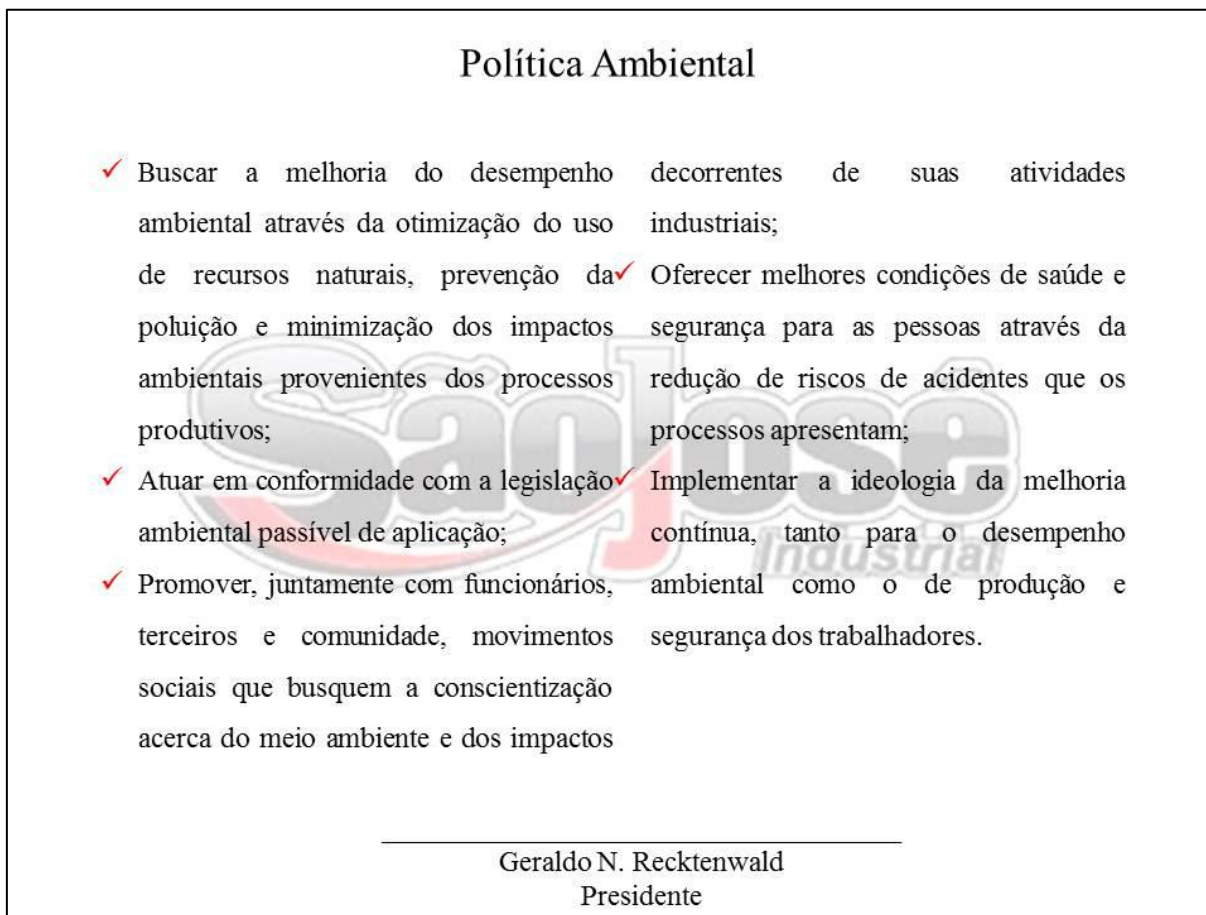 Política Ambiental
Buscar a melhoria do desempenho
ambiental através da otimização do uso
de recursos naturais, prevenção da
poluição e minimização dos impactos
ambientais provenientes dos processos
produtivos;
Atuar em conformidade com a legislação
ambiental passível de aplicação;
Promover, juntamente com funcionários,
terceiros e comunidade, movimentos
sociais que busquem a conscientização
acerca do meio ambiente e dos impactos
decorrentes de suas atividades
industriais;
Oferecer melhores condições de saúde e
segurança para as pessoas através da
redução de riscos de acidentes que os
processos apresentam;
Implementar a ideologia da melhoria
contínua, tanto para o desempenho
ambiental como o de produção e
segurança dos trabalhadores.
SãoJosé
Industrial
Geraldo N. Recktenwald
Presidente